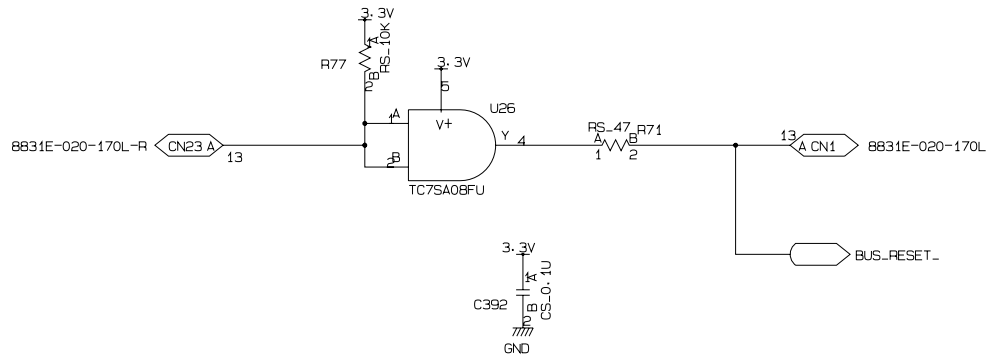 3.3V
R77
A
1
RS_10K
B
2
3.3V
5
U26
1 A
V+
8831E-020-170L-R
CN23 A
13
2 B
Y
4
TC7SA08FU
RS_47
R71
A
1
B
2
13
A CN1
8831E-020-170L
BUS_RESET_
3.3V
1
A
C392
CS_0.1U
B
2
GND